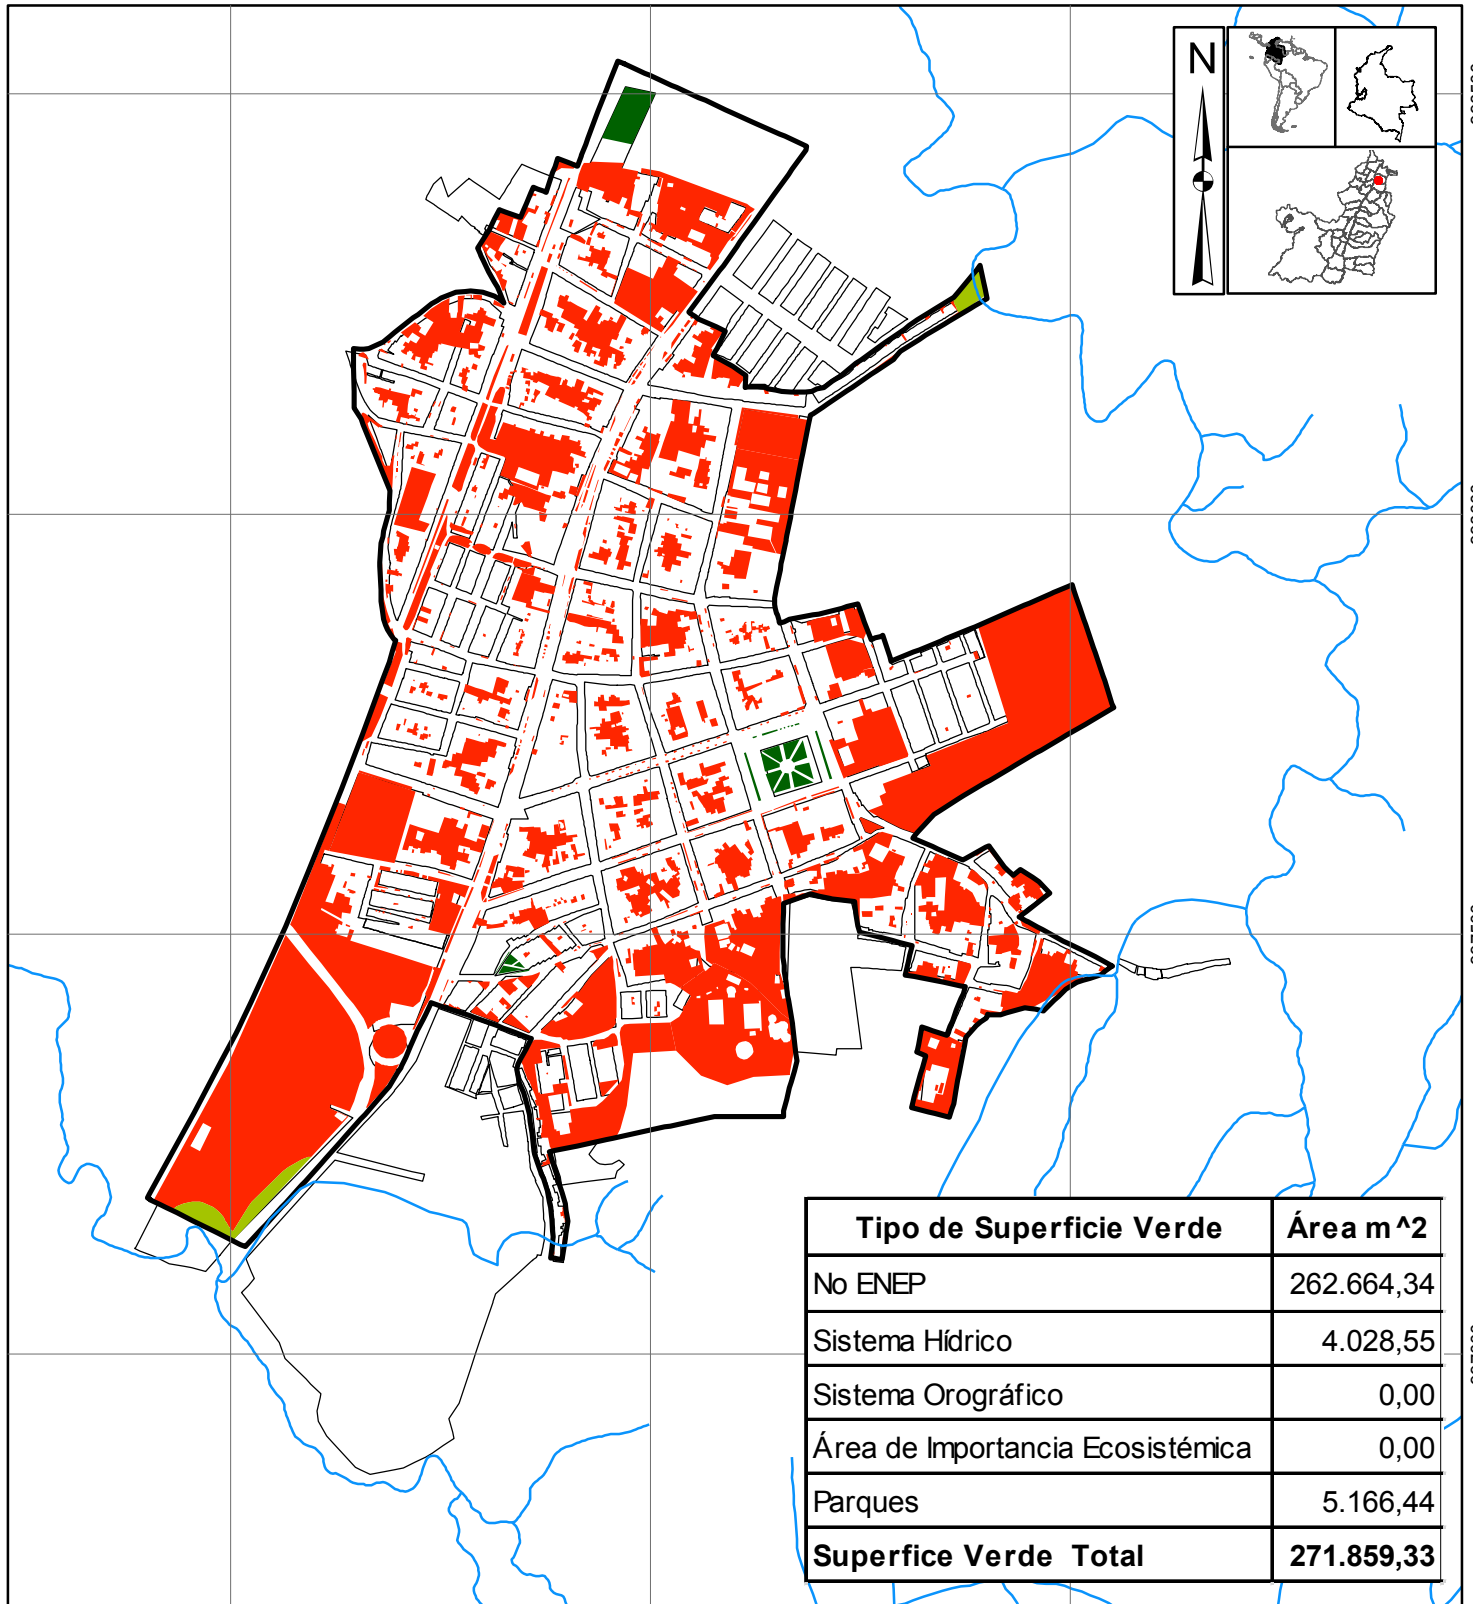 N
Tipo de Superficie Verde Área m^2
No ENEP 262.664,34
Sistema Hídrico 4.028,55
Sistema Orográfico 0,00
Área de Importancia Ecosistémica 0,00
Parques 5.166,44
Superfice Verde Total 271.859,33